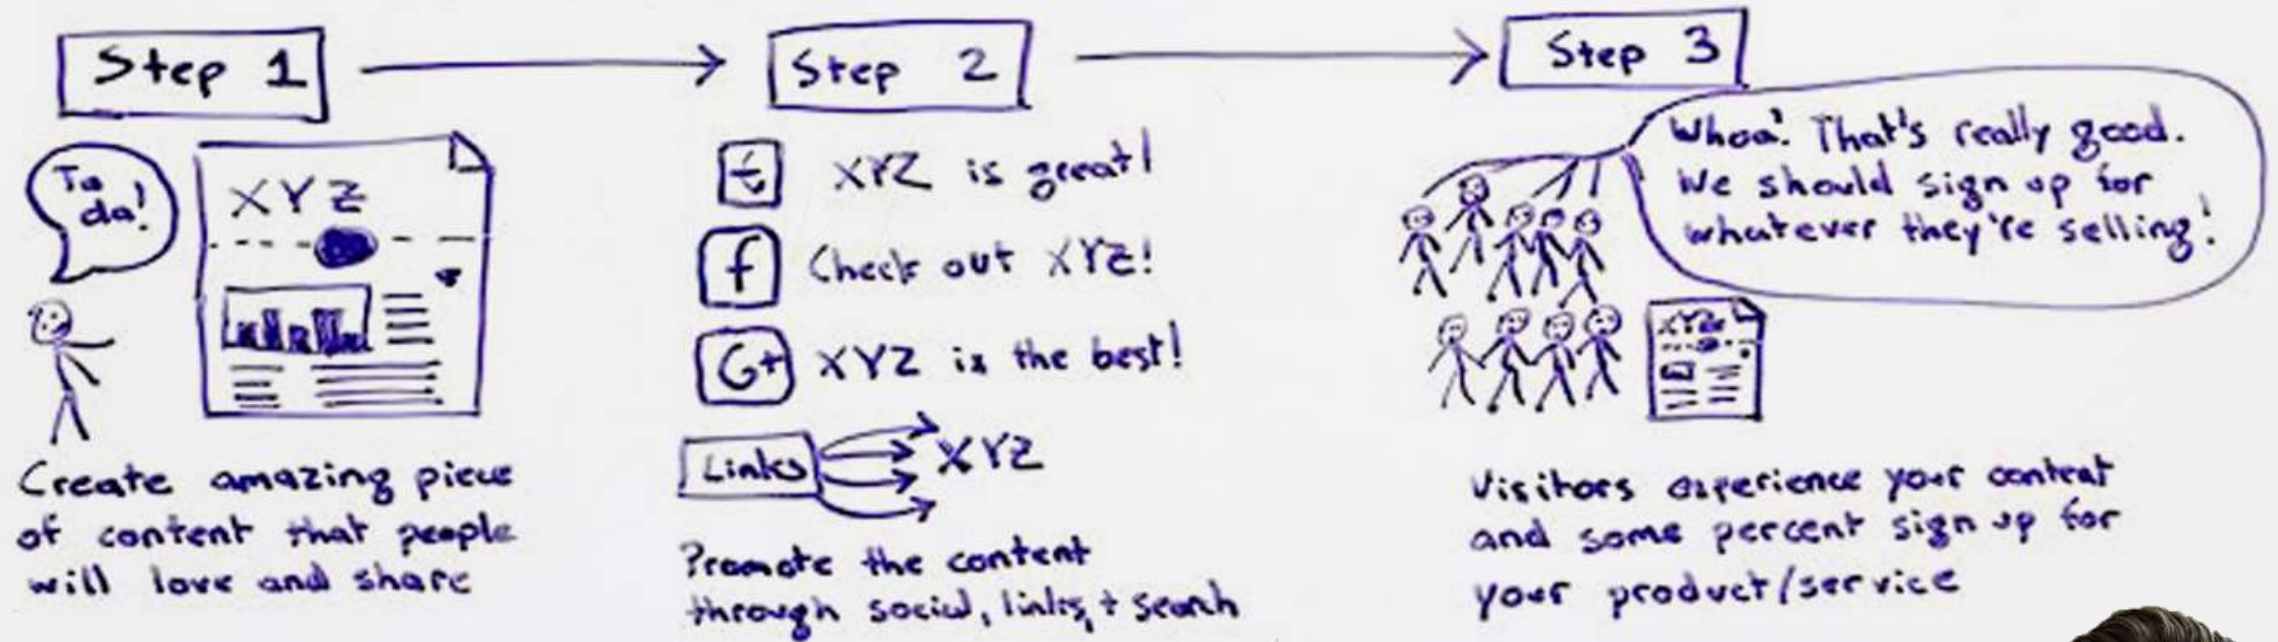 Step 1
To
da!
XYZ
Create amazing piece
of content that people
will love and share
Step 2
t XYZ is great!
f Check out XYZ!
G+ XYZ is the best!
Links XYZ
Promote the content
through social, links, + search
Step 3
Whoa! That's really good.
We should sign up for
whatever they're selling!
XYZ
Visitors experience your content
and some percent sign up for
your product/service